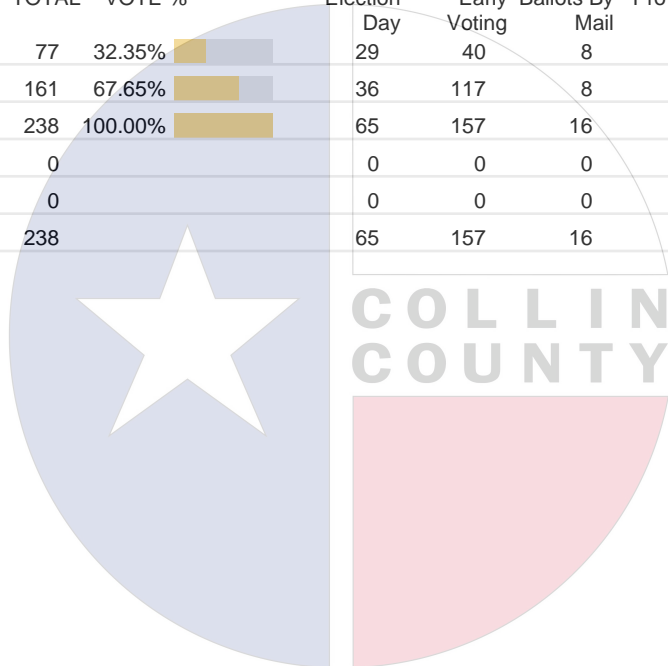 TOTAL VOTE % Election Day Early Voting Ballots By Mail
77 32.35% 29 40 8
161 67.65% 36 117 8
238 100.00% 65 157 16
0 0 0 0
0 0 0 0
238 65 157 16
COLLIN
COUNTY